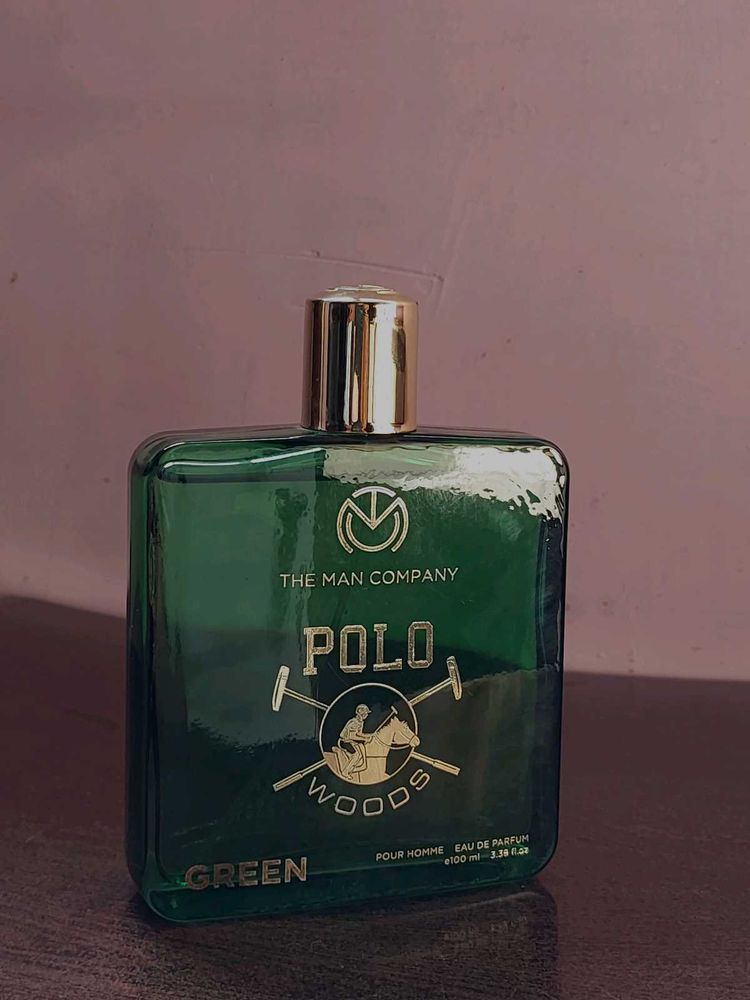 THE MAN COMPANY
POLO
WOODS
GREEN
POUR HOMME EAU DE PARFUM
e100 ml 3.38 fl.oz